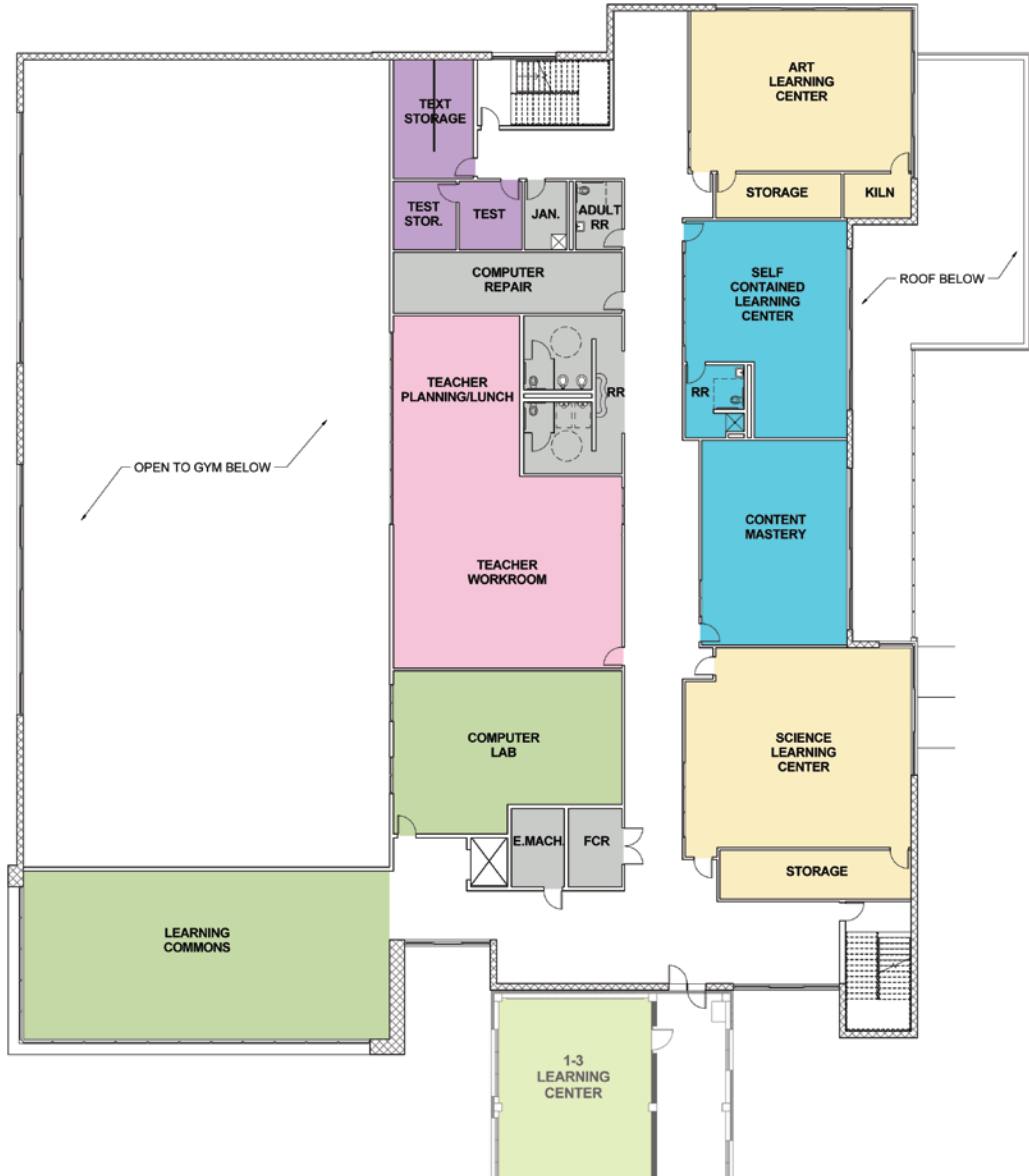 ART
LEARNING
CENTER
TEXT
STORAGE
STORAGE
KILN
TEST
STOR.
TEST
JAN.
ADULT
RR
COMPUTER
REPAIR
SELF
CONTAINED
LEARNING
CENTER
ROOF BELOW
TEACHER
PLANNING/LUNCH
RR
RR
OPEN TO GYM BELOW
CONTENT
MASTERY
TEACHER
WORKROOM
COMPUTER
LAB
SCIENCE
LEARNING
CENTER
E.MACH.
FCR
STORAGE
LEARNING
COMMONS
1-3
LEARNING
CENTER